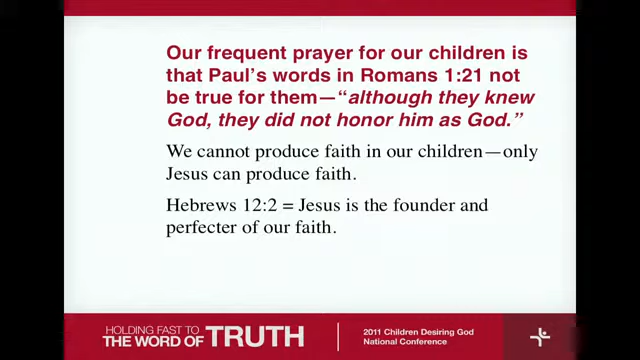 Our frequent prayer for our children is
that Paul's words in Romans 1:21 not
be true for them—“although they knew
God, they did not honor him as God.”
We cannot produce faith in our children—only
Jesus can produce faith.
Hebrews 12:2 = Jesus is the founder and
perfecter of our faith.
HOLDING FAST TO
THE WORD OF TRUTH
2011 Children Desiring God
National Conference